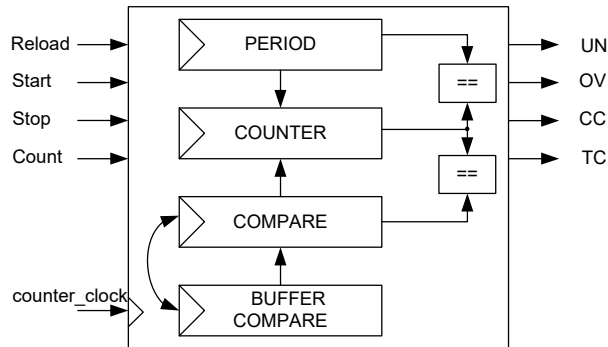 Reload
Start
Stop
Count
counter_clock
PERIOD
COUNTER
COMPARE
BUFFER
COMPARE
==
==
UN
OV
CC
TC